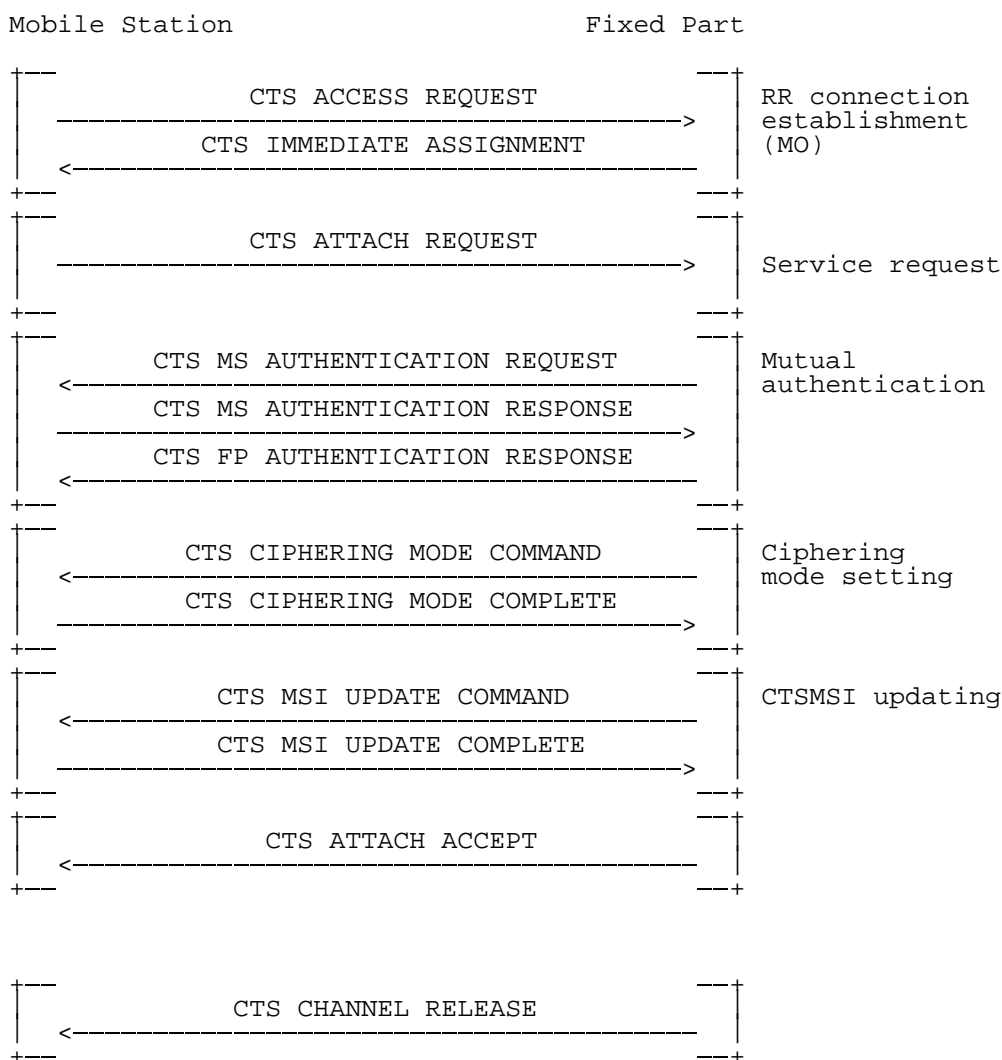 Mobile Station Fixed Part
CTS ACCESS REQUEST RR connection
establishment
CTS IMMEDIATE ASSIGNMENT (MO)
CTS ATTACH REQUEST
Service request
CTS MS AUTHENTICATION REQUEST Mutual
authentication
CTS MS AUTHENTICATION RESPONSE
CTS FP AUTHENTICATION RESPONSE
CTS CIPHERING MODE COMMAND Ciphering
mode setting
CTS CIPHERING MODE COMPLETE
CTS MSI UPDATE COMMAND CTSMSI updating
CTS MSI UPDATE COMPLETE
CTS ATTACH ACCEPT
CTS CHANNEL RELEASE